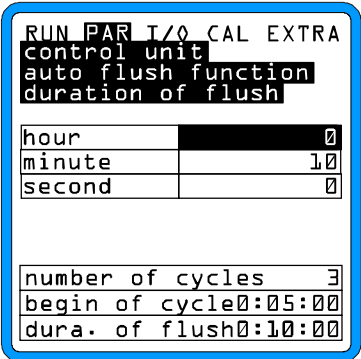 RUN PAR I/O CAL EXTRA
control unit
auto flush function
duration of flush
hour 0
minute 10
second 0
number of cycles 3
begin of cycle0:05:00
dura. of flush0:10:00